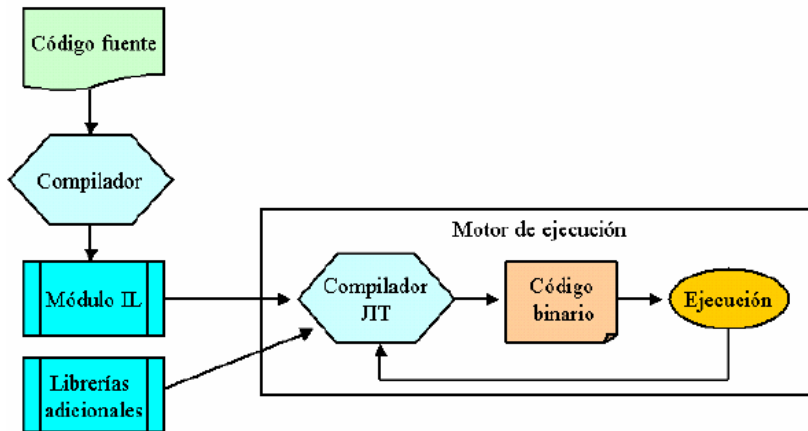 Código fuente
Compilador
Módulo IL
Librerías
adicionales
Motor de ejecución
Compilador
JIT
Código
binario
Ejecución